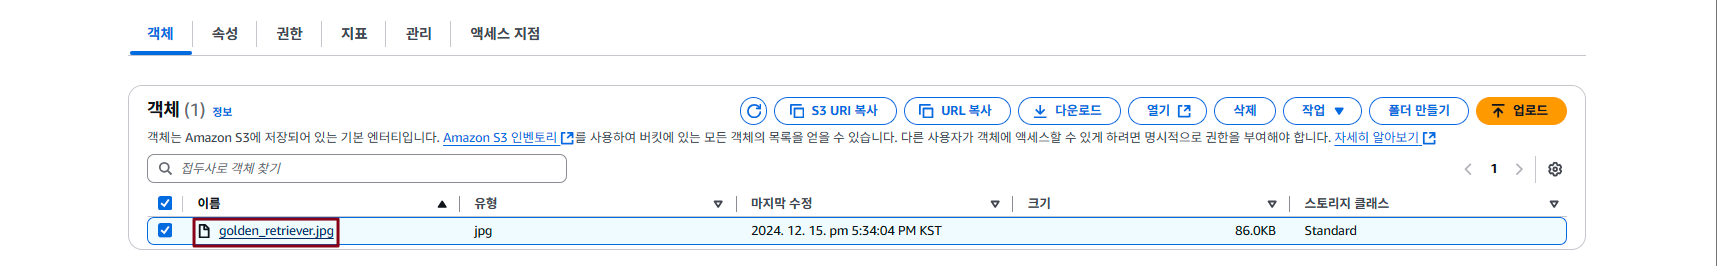 객체 속성 권한 지표 관리 액세스 지점
객체 (1) 정보 S3 URI 복사 URL 복사 다운로드 열기 삭제 작업 폴더 만들기 업로드
객체는 Amazon S3에 저장되어 있는 기본 엔터티입니다. Amazon S3 인벤토리 를 사용하여 버킷에 있는 모든 객체의 목록을 얻을 수 있습니다. 다른 사용자가 객체에 액세스할 수 있게 하려면 명시적으로 권한을 부여해야 합니다. 자세히 알아보기
접두사로 객체 찾기 1
이름 유형 마지막 수정 크기 스토리지 클래스
golden_retriever.jpg jpg 2024. 12. 15. pm 5:34:04 PM KST 86.0KB Standard